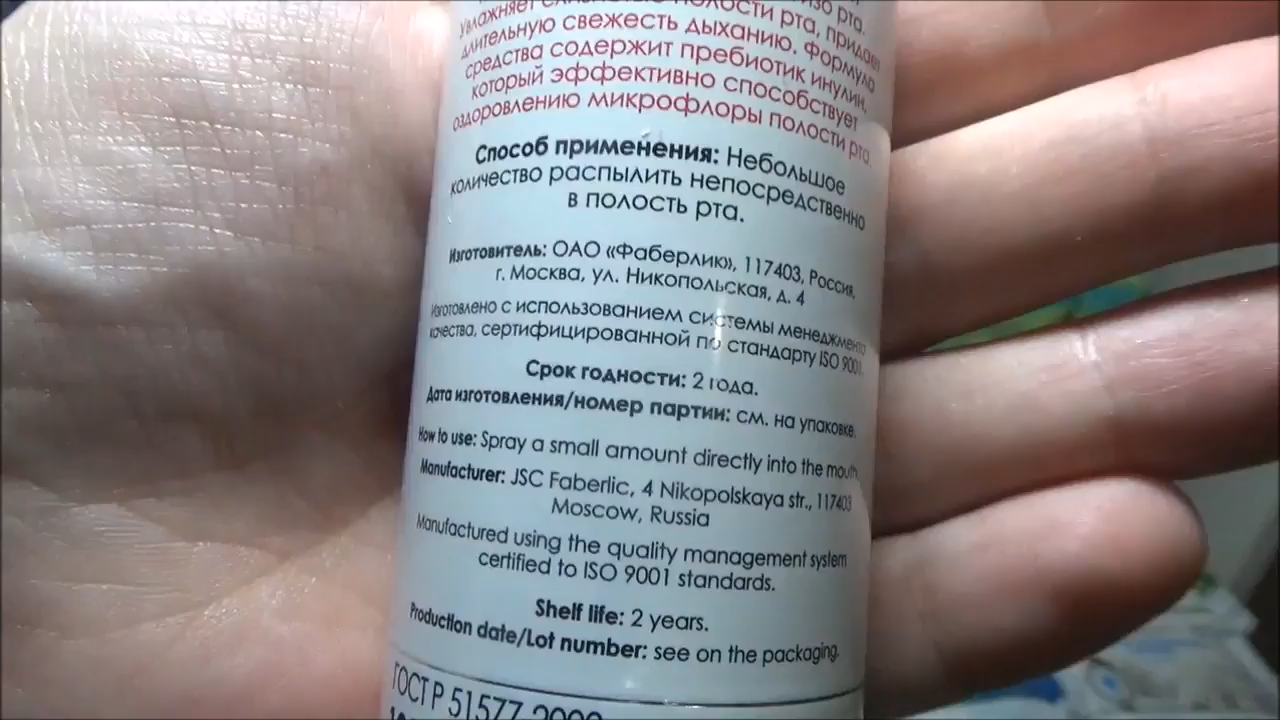 рта.
Увлажняет полости рта, придает
длительную свежесть дыханию. Формула
средства содержит пребиотик инулин,
который эффективно способствует
оздоровлению микрофлоры полости рта.
Способ применения: Небольшое
количество распылить непосредственно
в полость рта.
Изготовитель: ОАО «Фаберлик», 117403, Россия,
г. Москва, ул. Никопольская, д. 4
Изготовлено с использованием системы менеджмента
качества, сертифицированной по стандарту ISO 9001.
Срок годности: 2 года.
Дата изготовления/номер партии: см. на упаковке.
How to use: Spray a small amount directly into the mouth.
Manufacturer: JSC Faberlic, 4 Nikopolskaya str., 117403
Moscow, Russia
Manufactured using the quality management system
certified to ISO 9001 standards.
Shelf life: 2 years.
Production date/Lot number: see on the packaging.
ГОСТ Р 51577-2000